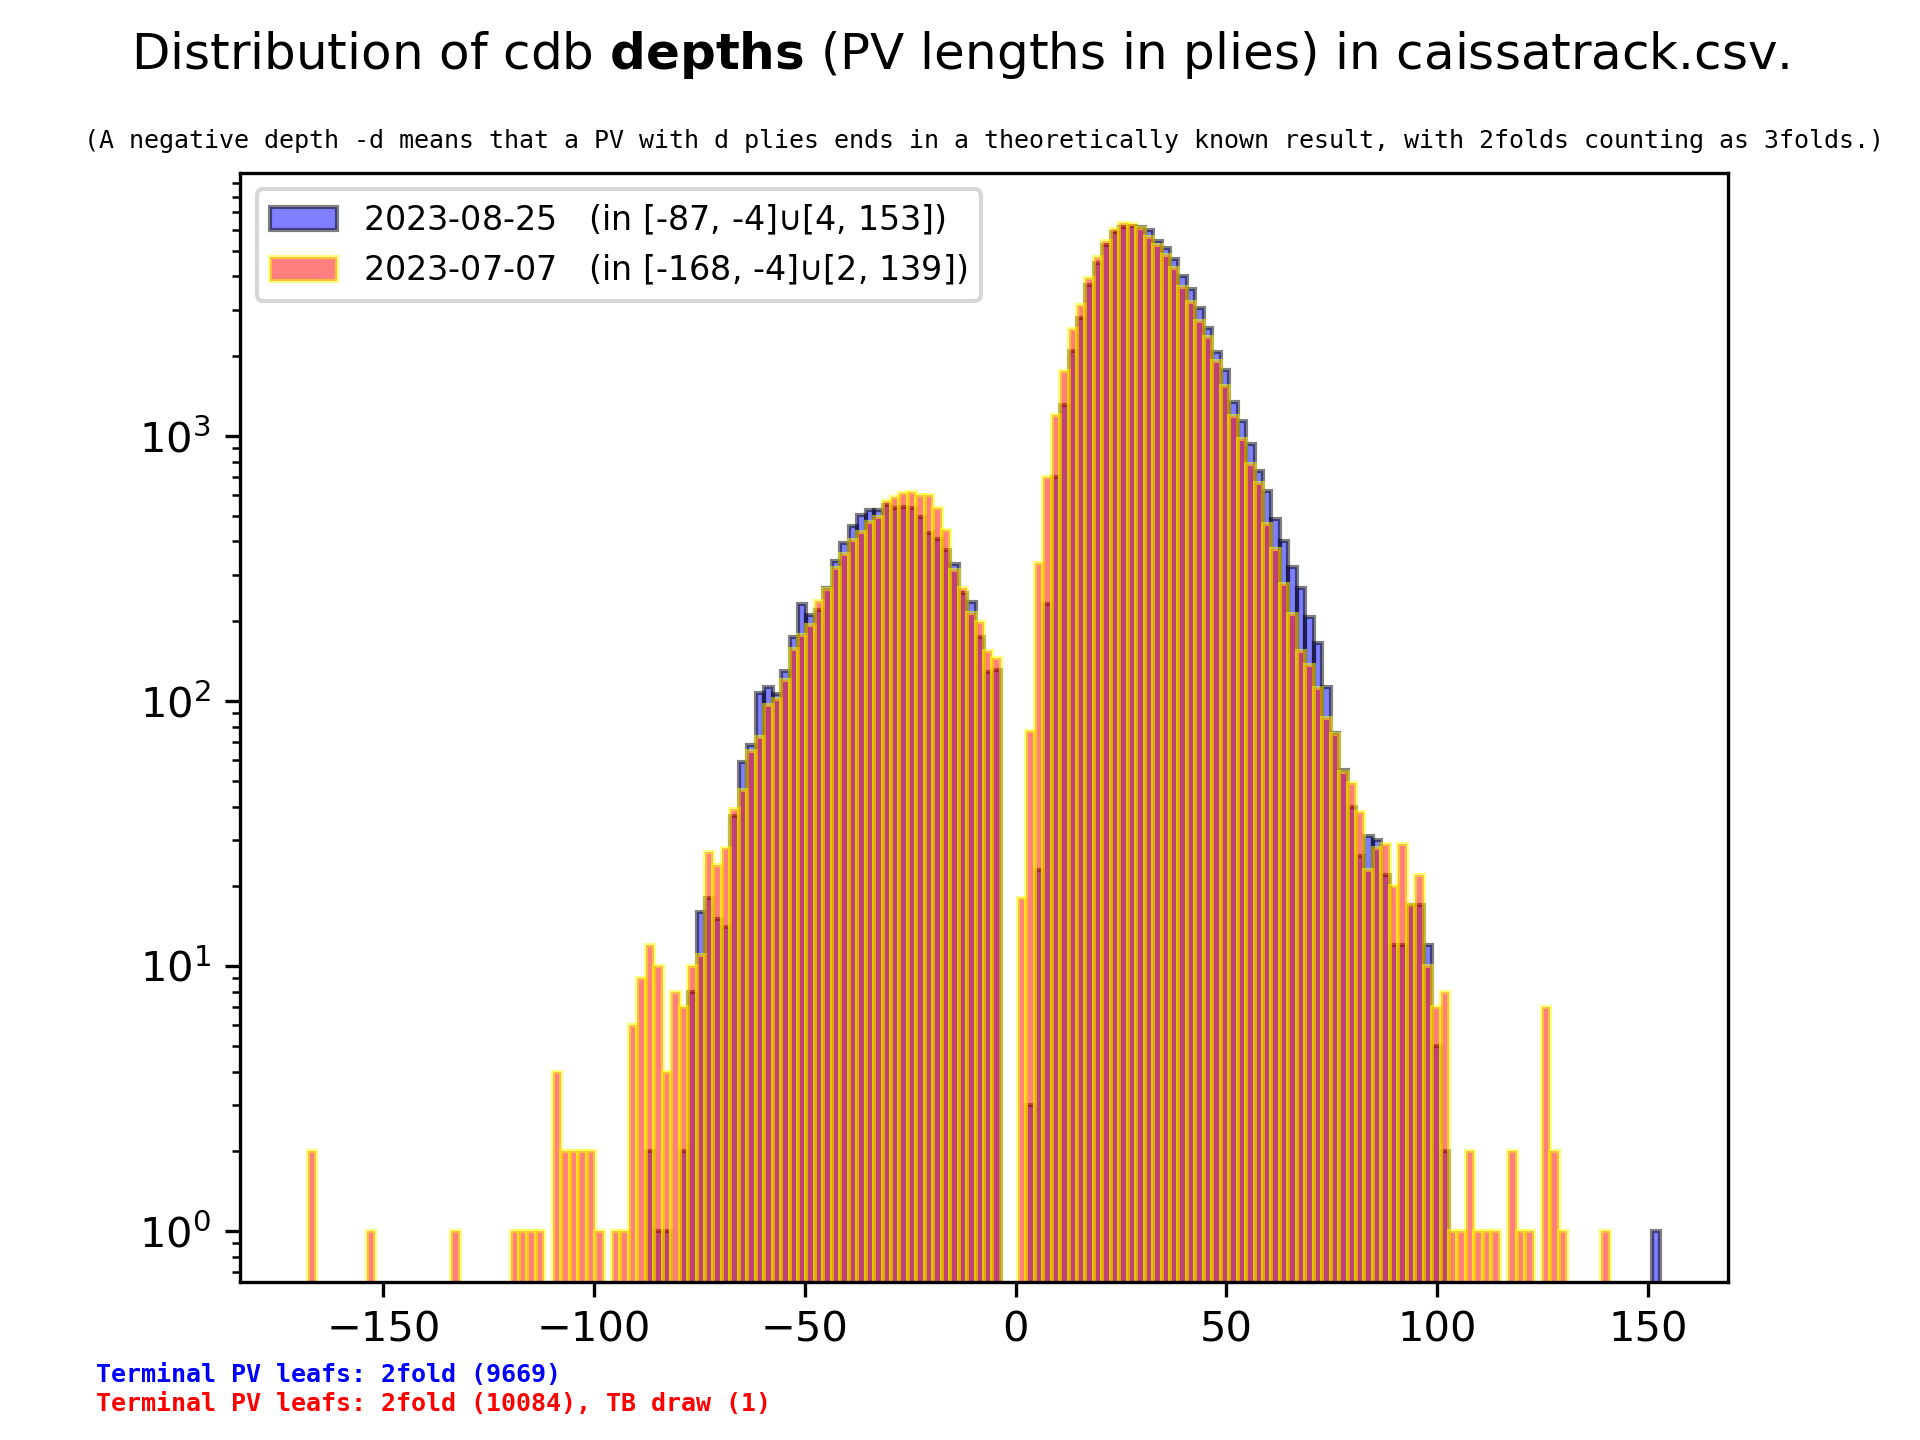 Distribution of cdb depths (PV lengths in plies) in caissatrack.csv.
(A negative depth -d means that a PV with d plies ends in a theoretically known result, with 2folds counting as 3folds.)
2023-08-25 (in [-87, -4]∪[4, 153])
2023-07-07 (in [-168, -4]∪[2, 139])
10³
10²
10¹
10⁰
−150 −100 −50 0 50 100 150
Terminal PV leafs: 2fold (9669)
Terminal PV leafs: 2fold (10084), TB draw (1)